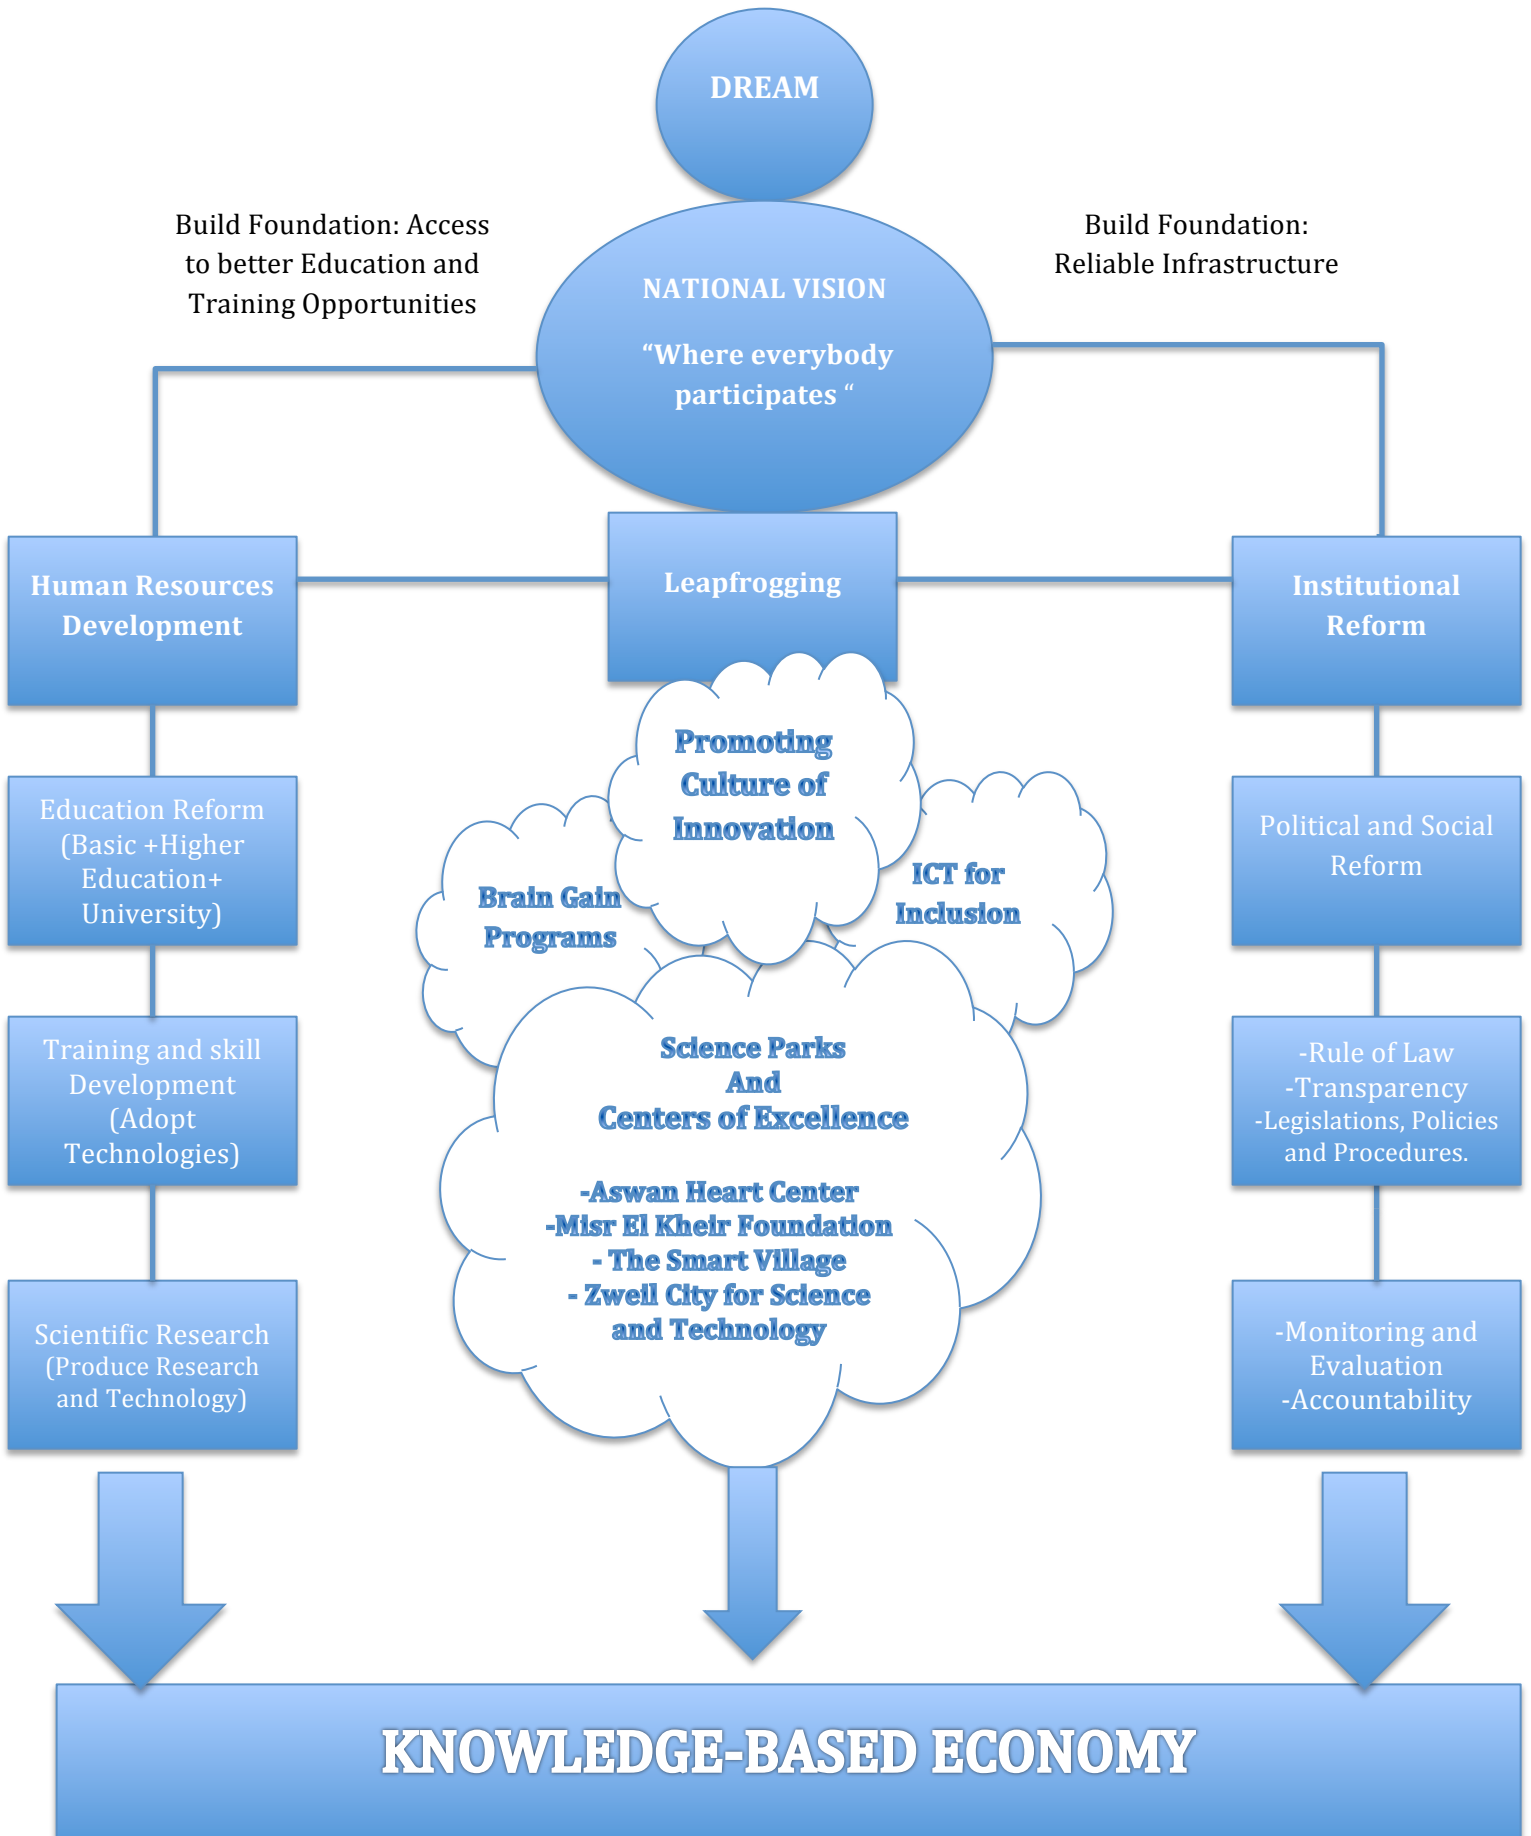 DREAM
Build Foundation: Access
to better Education and
Training Opportunities
Build Foundation:
Reliable Infrastructure
NATIONAL VISION
“Where everybody
participates “
Human Resources
Development
Leapfrogging
Institutional
Reform
Promoting
Culture of
Innovation
Education Reform
(Basic +Higher
Education+
University)
Brain Gain
Programs
ICT for
Inclusion
Political and Social
Reform
Training and skill
Development
(Adopt
Technologies)
Science Parks
And
Centers of Excellence
-Aswan Heart Center
-Misr El Kheir Foundation
- The Smart Village
- Zweil City for Science
and Technology
-Rule of Law
-Transparency
-Legislations, Policies
and Procedures.
Scientific Research
(Produce Research
and Technology)
-Monitoring and
Evaluation
-Accountability
KNOWLEDGE-BASED ECONOMY